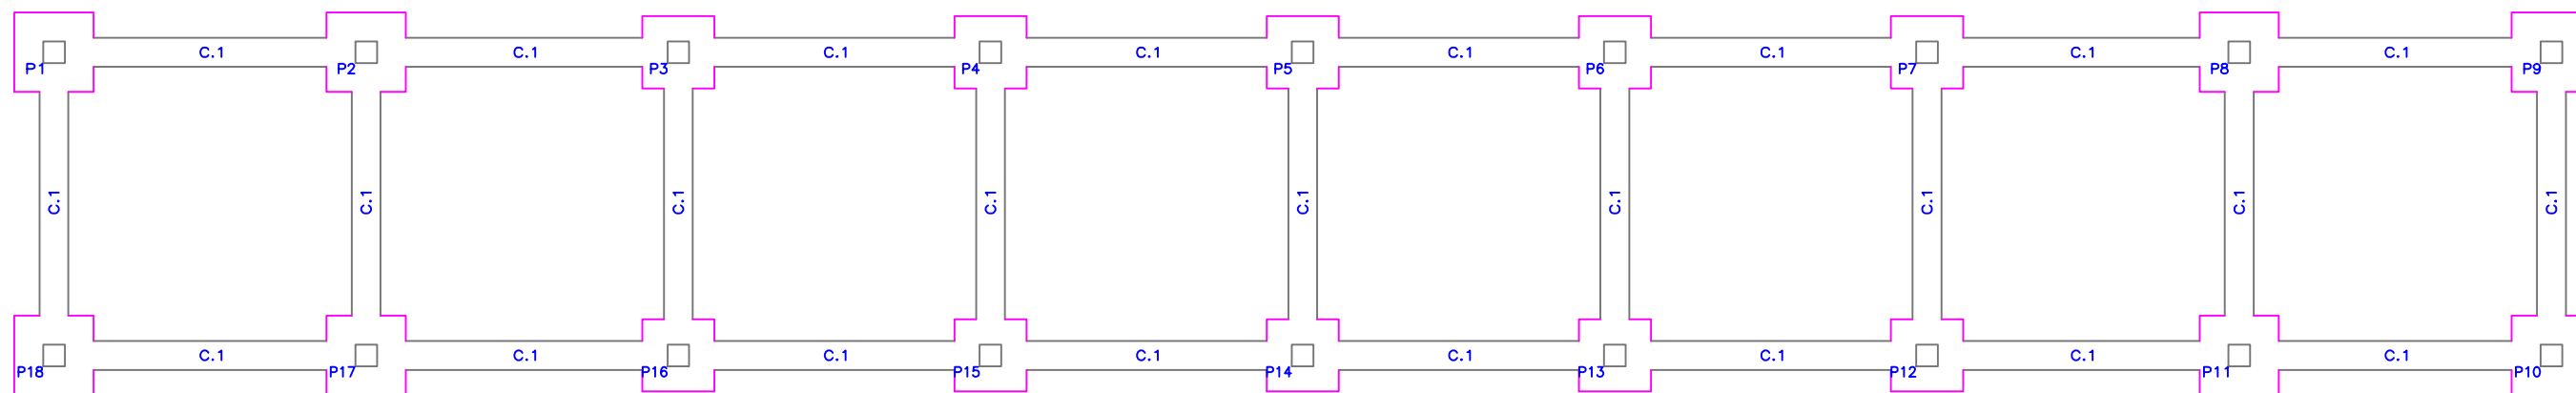 C.1 C.1 C.1 C.1 C.1 C.1 C.1 C.1
P1 P2 P3 P4 P5 P6 P7 P8 P9
C.1 C.1 C.1 C.1 C.1 C.1 C.1 C.1 C.1
C.1 C.1 C.1 C.1 C.1 C.1 C.1 C.1
P18 P17 P16 P15 P14 P13 P12 P11 P10